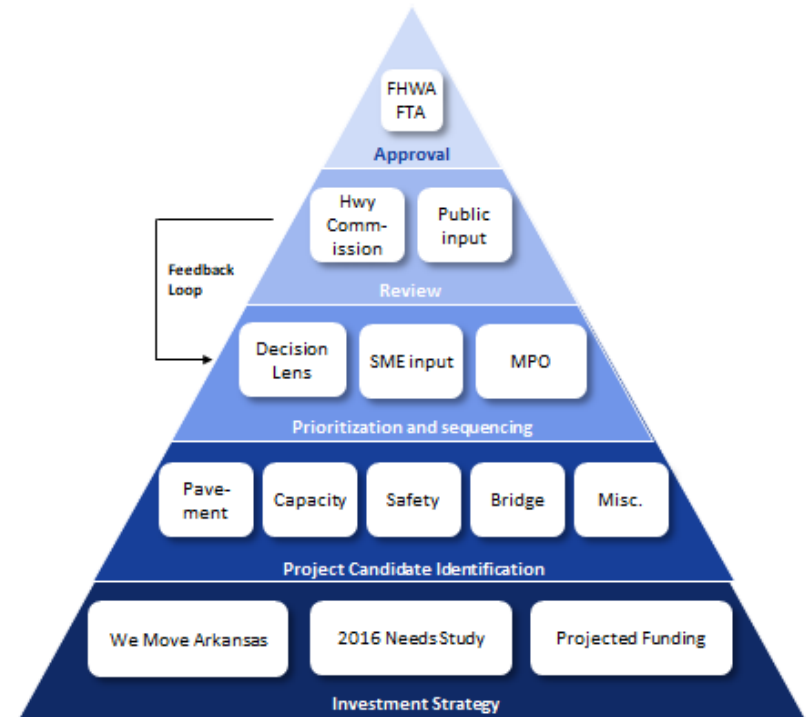 FHWA
FTA
Approval
Hwy
Comm-
ission
Public
input
Review
Feedback
Loop
Decision
Lens
SME input
MPO
Prioritization and sequencing
Pave-
ment
Capacity
Safety
Bridge
Misc.
Project Candidate Identification
We Move Arkansas
2016 Needs Study
Projected Funding
Investment Strategy